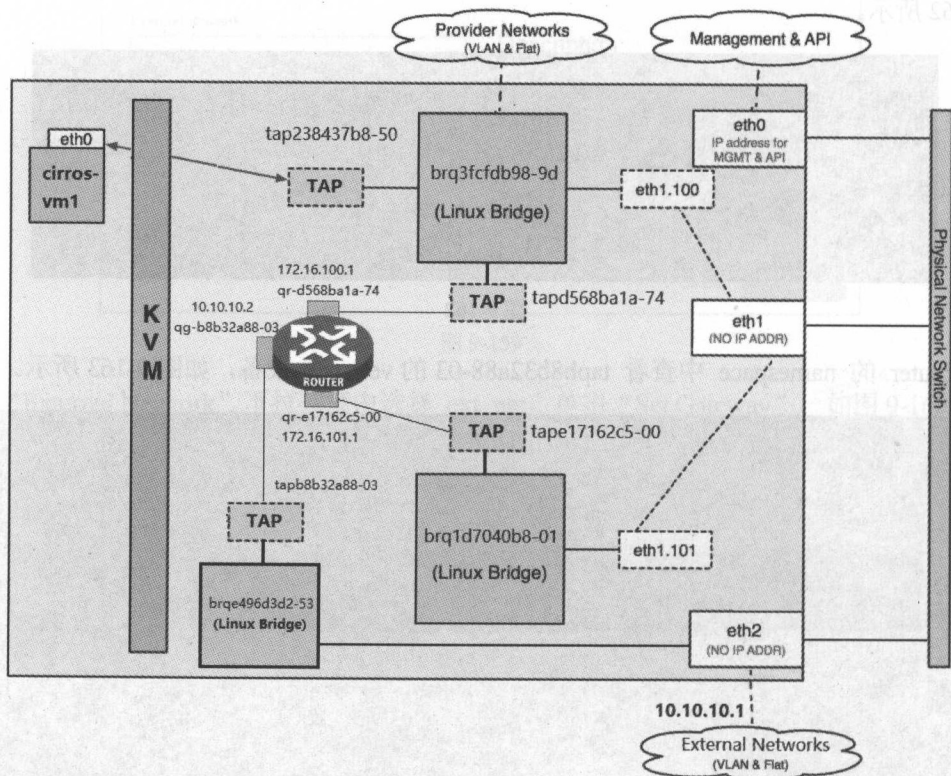 Provider Networks
(VLAN & Flat)
Management & API
eth0
cirros-
vm1
KVM
tap238437b8-50
TAP
brq3fcfdb98-9d
(Linux Bridge)
eth0
IP address for
MGMT & API
eth1.100
172.16.100.1
qr-d568ba1a-74
10.10.10.2
qg-b8b32a88-03
ROUTER
qr-e17162c5-00
172.16.101.1
TAP
tapd568ba1a-74
eth1
(NO IP ADDR)
Physical Network Switch
TAP
tape17162c5-00
tapb8b32a88-03
TAP
brq1d7040b8-01
(Linux Bridge)
eth1.101
brqe496d3d2-53
(Linux Bridge)
eth2
(NO IP ADDR)
10.10.10.1
External Networks
(VLAN & Flat)